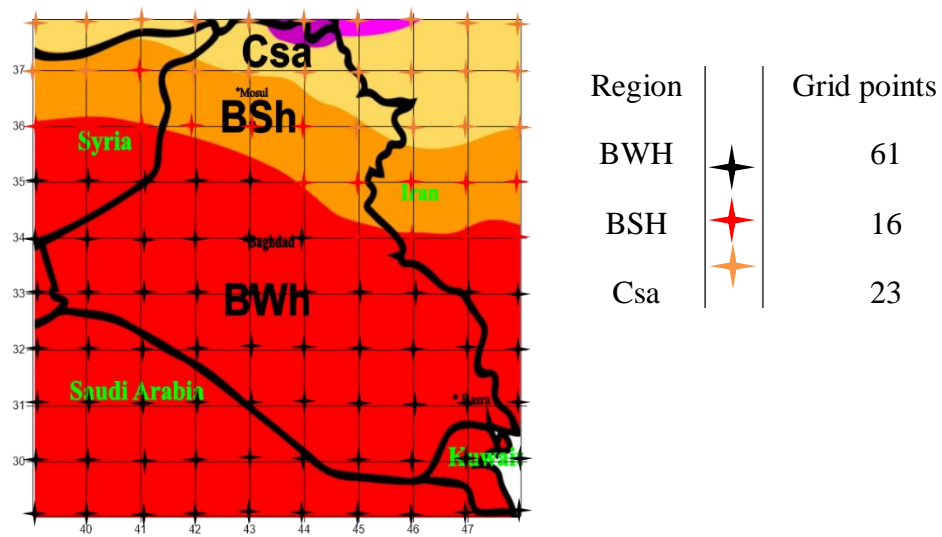 Csa
37
*Mosul
BSh
36
Syria
35
Iran
34
Baghdad
33
BWh
32
Saudi Arabia
31
* Basra
30
Kuwait
40 41 42 43 44 45 46 47
Region Grid points
BWH 61
BSH 16
Csa 23